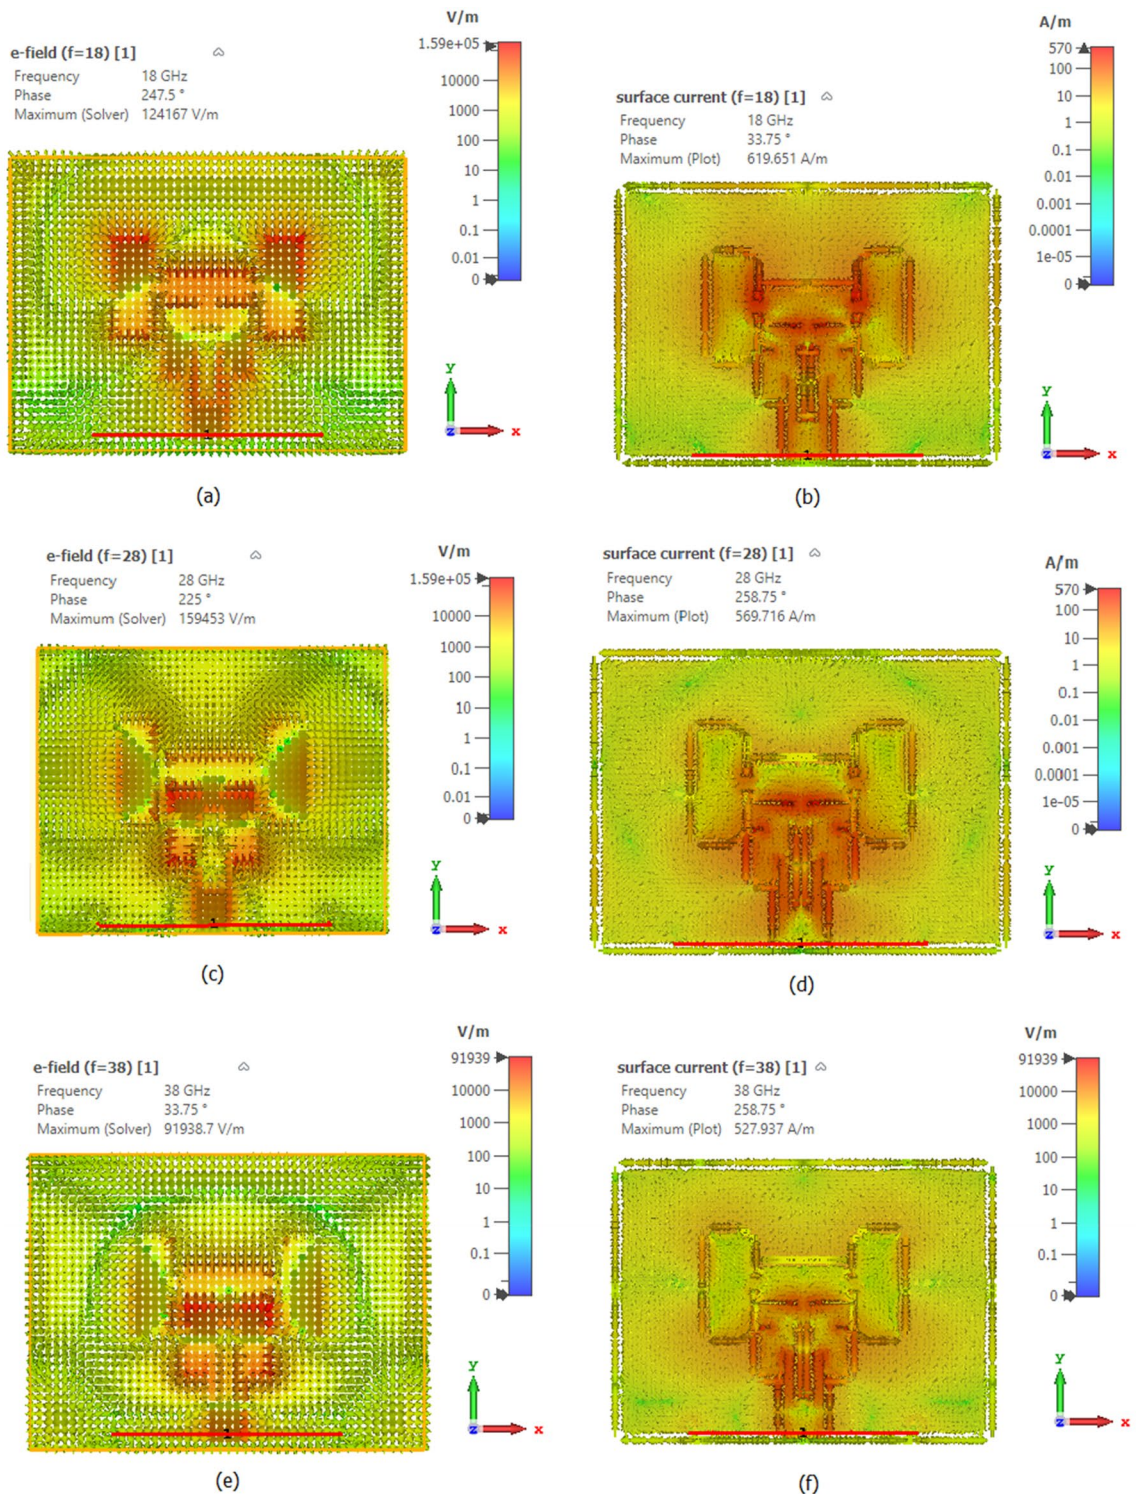 V/m
e-field (f=18) [1]
Frequency 18 GHz
Phase 247.5 °
Maximum (Solver) 124167 V/m
1.59e+05
10000
1000
100
10
1
0.1
0.01
0
Y
z x
1
(a)
A/m
surface current (f=18) [1]
Frequency 18 GHz
Phase 33.75 °
Maximum (Plot) 619.651 A/m
570
100
10
1
0.1
0.01
0.001
0.0001
1e-05
0
Y
z x
1
(b)
V/m
e-field (f=28) [1]
Frequency 28 GHz
Phase 225 °
Maximum (Solver) 159453 V/m
1.59e+05
10000
1000
100
10
1
0.1
0.01
0
Y
z x
1
(c)
A/m
surface current (f=28) [1]
Frequency 28 GHz
Phase 258.75 °
Maximum (Plot) 569.716 A/m
570
100
10
1
0.1
0.01
0.001
0.0001
1e-05
0
Y
z x
1
(d)
V/m
e-field (f=38) [1]
Frequency 38 GHz
Phase 33.75 °
Maximum (Solver) 91938.7 V/m
91939
10000
1000
100
10
1
0.1
0
Y
z x
1
(e)
V/m
surface current (f=38) [1]
Frequency 38 GHz
Phase 258.75 °
Maximum (Plot) 527.937 A/m
91939
10000
1000
100
10
1
0.1
0
Y
z x
1
(f)